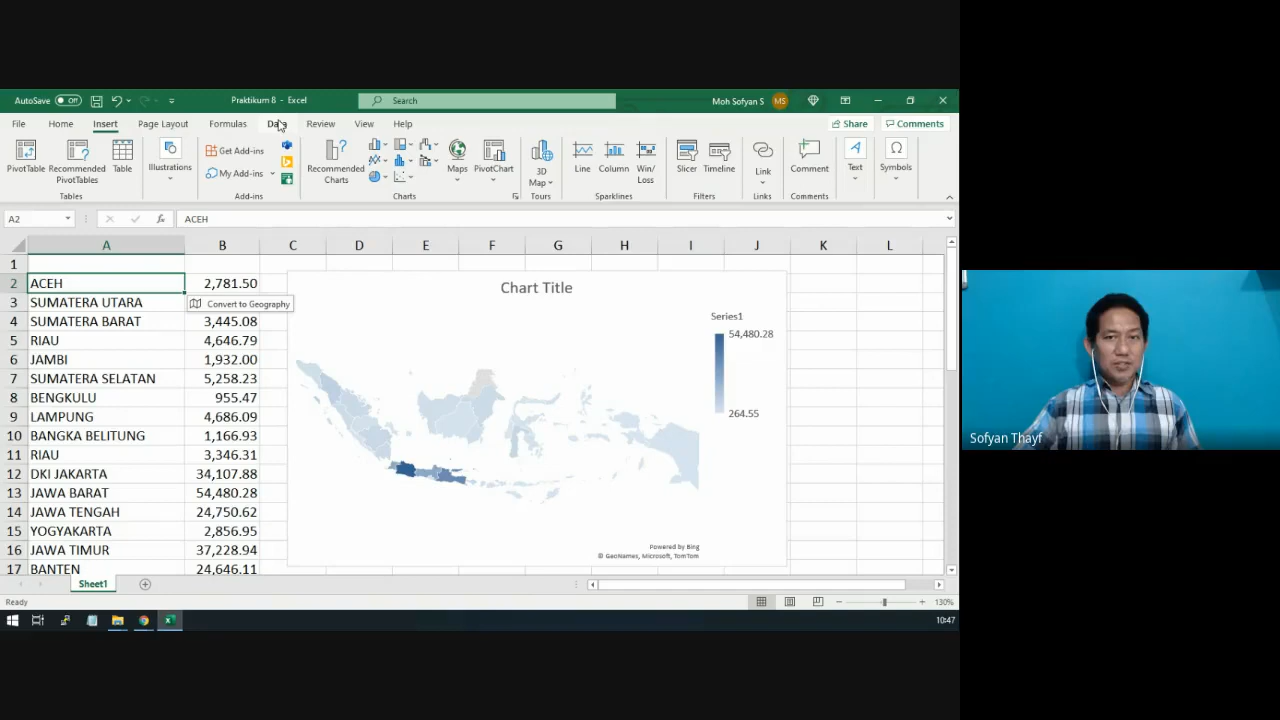 AutoSave Off Praktikum 8 - Excel Search Moh Sofyan S MS
File Home Insert Page Layout Formulas Data Review View Help Share Comments
PivotTable Recommended PivotTables Table Illustrations Get Add-ins My Add-ins Recommended Charts Maps PivotChart 3D Map Line Column Win/Loss Slicer Timeline Link Comment Text Symbols
Tables Add-ins Charts Tours Sparklines Filters Links Comments
A2 fx ACEH
A B C D E F G H I J K L
1
2 ACEH 2,781.50
3 SUMATERA UTARA
Convert to Geography
4 SUMATERA BARAT 3,445.08
5 RIAU 4,646.79
6 JAMBI 1,932.00
7 SUMATERA SELATAN 5,258.23
8 BENGKULU 955.47
9 LAMPUNG 4,686.09
10 BANGKA BELITUNG 1,166.93
11 RIAU 3,346.31
12 DKI JAKARTA 34,107.88
13 JAWA BARAT 54,480.28
14 JAWA TENGAH 24,750.62
15 YOGYAKARTA 2,856.95
16 JAWA TIMUR 37,228.94
17 BANTEN 24,646.11
Chart Title
Series1
54,480.28
264.55
Powered by Bing
© GeoNames, Microsoft, TomTom
Sheet1
Ready 130%
10:47
Sofyan Thayf